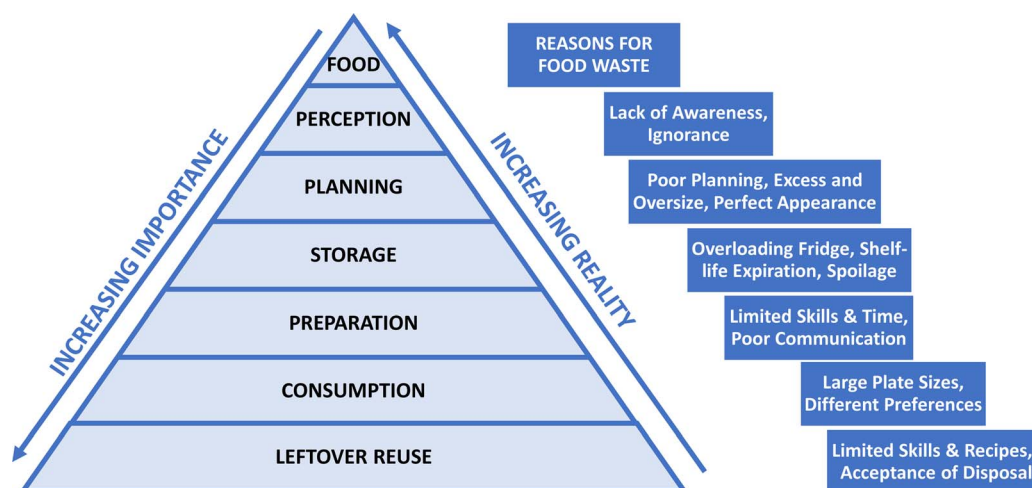 FOOD
PERCEPTION
PLANNING
STORAGE
PREPARATION
CONSUMPTION
LEFTOVER REUSE
INCREASING IMPORTANCE
INCREASING REALITY
REASONS FOR
FOOD WASTE
Lack of Awareness,
Ignorance
Poor Planning, Excess and
Oversize, Perfect Appearance
Overloading Fridge, Shelf-
life Expiration, Spoilage
Limited Skills & Time,
Poor Communication
Large Plate Sizes,
Different Preferences
Limited Skills & Recipes,
Acceptance of Disposal